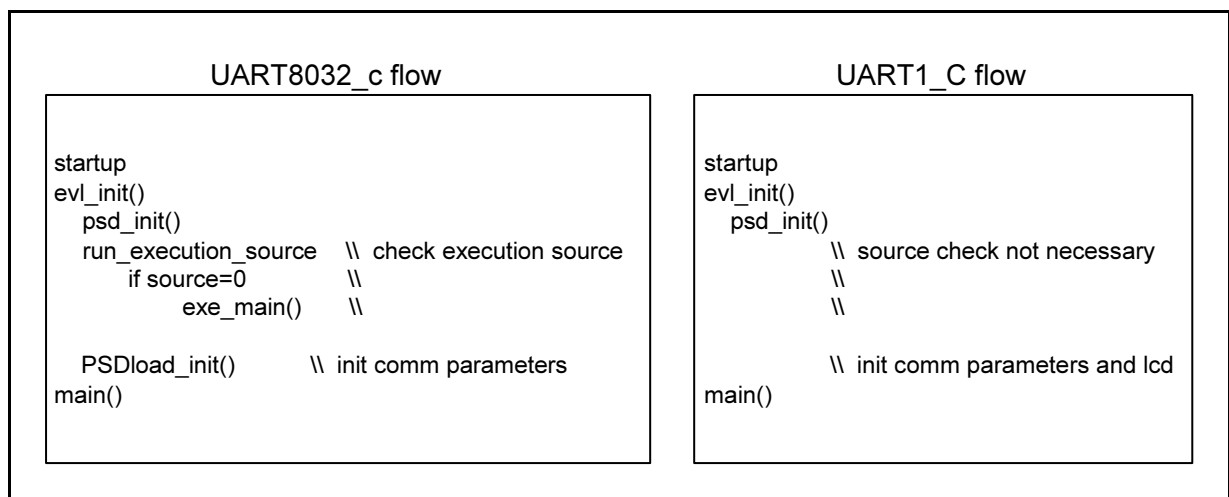 UART8032_c flow
startup
evl_init()
psd_init()
run_execution_source \\ check execution source
if source=0 \\
exe_main() \\
PSDload_init() \\ init comm parameters
main()
UART1_C flow
startup
evl_init()
psd_init()
\\ source check not necessary
\\
\\
\\ init comm parameters and lcd
main()